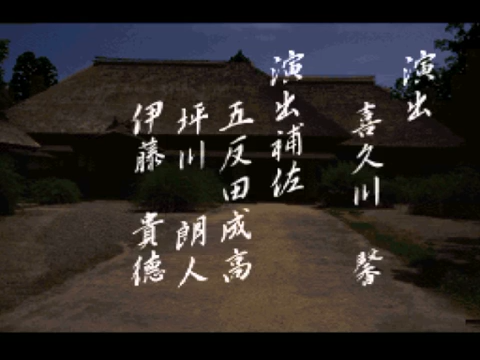 演出
喜久川 馨
演出補佐
五反田成高
坪川 朗人
伊藤 貴徳